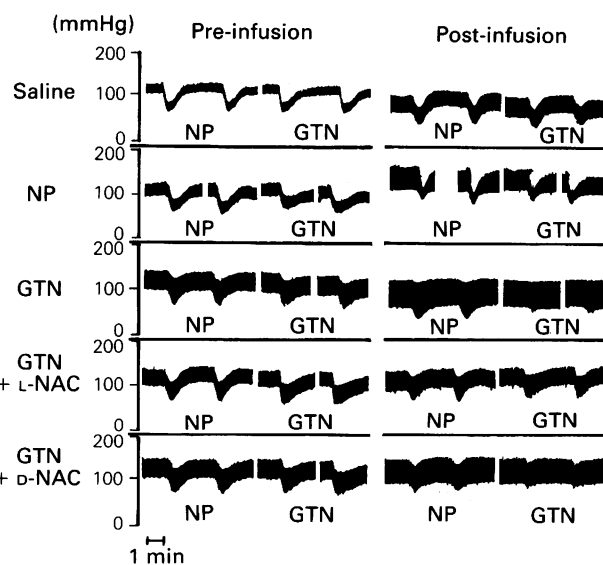 (mmHg) Pre-infusion Post-infusion
200
Saline 100
0 NP GTN NP GTN
200
NP 100
0 NP GTN NP GTN
200
GTN 100
0 NP GTN NP GTN
200
GTN
+ L-NAC 100
0 NP GTN NP GTN
200
GTN
+ D-NAC 100
0 NP GTN NP GTN
1 min